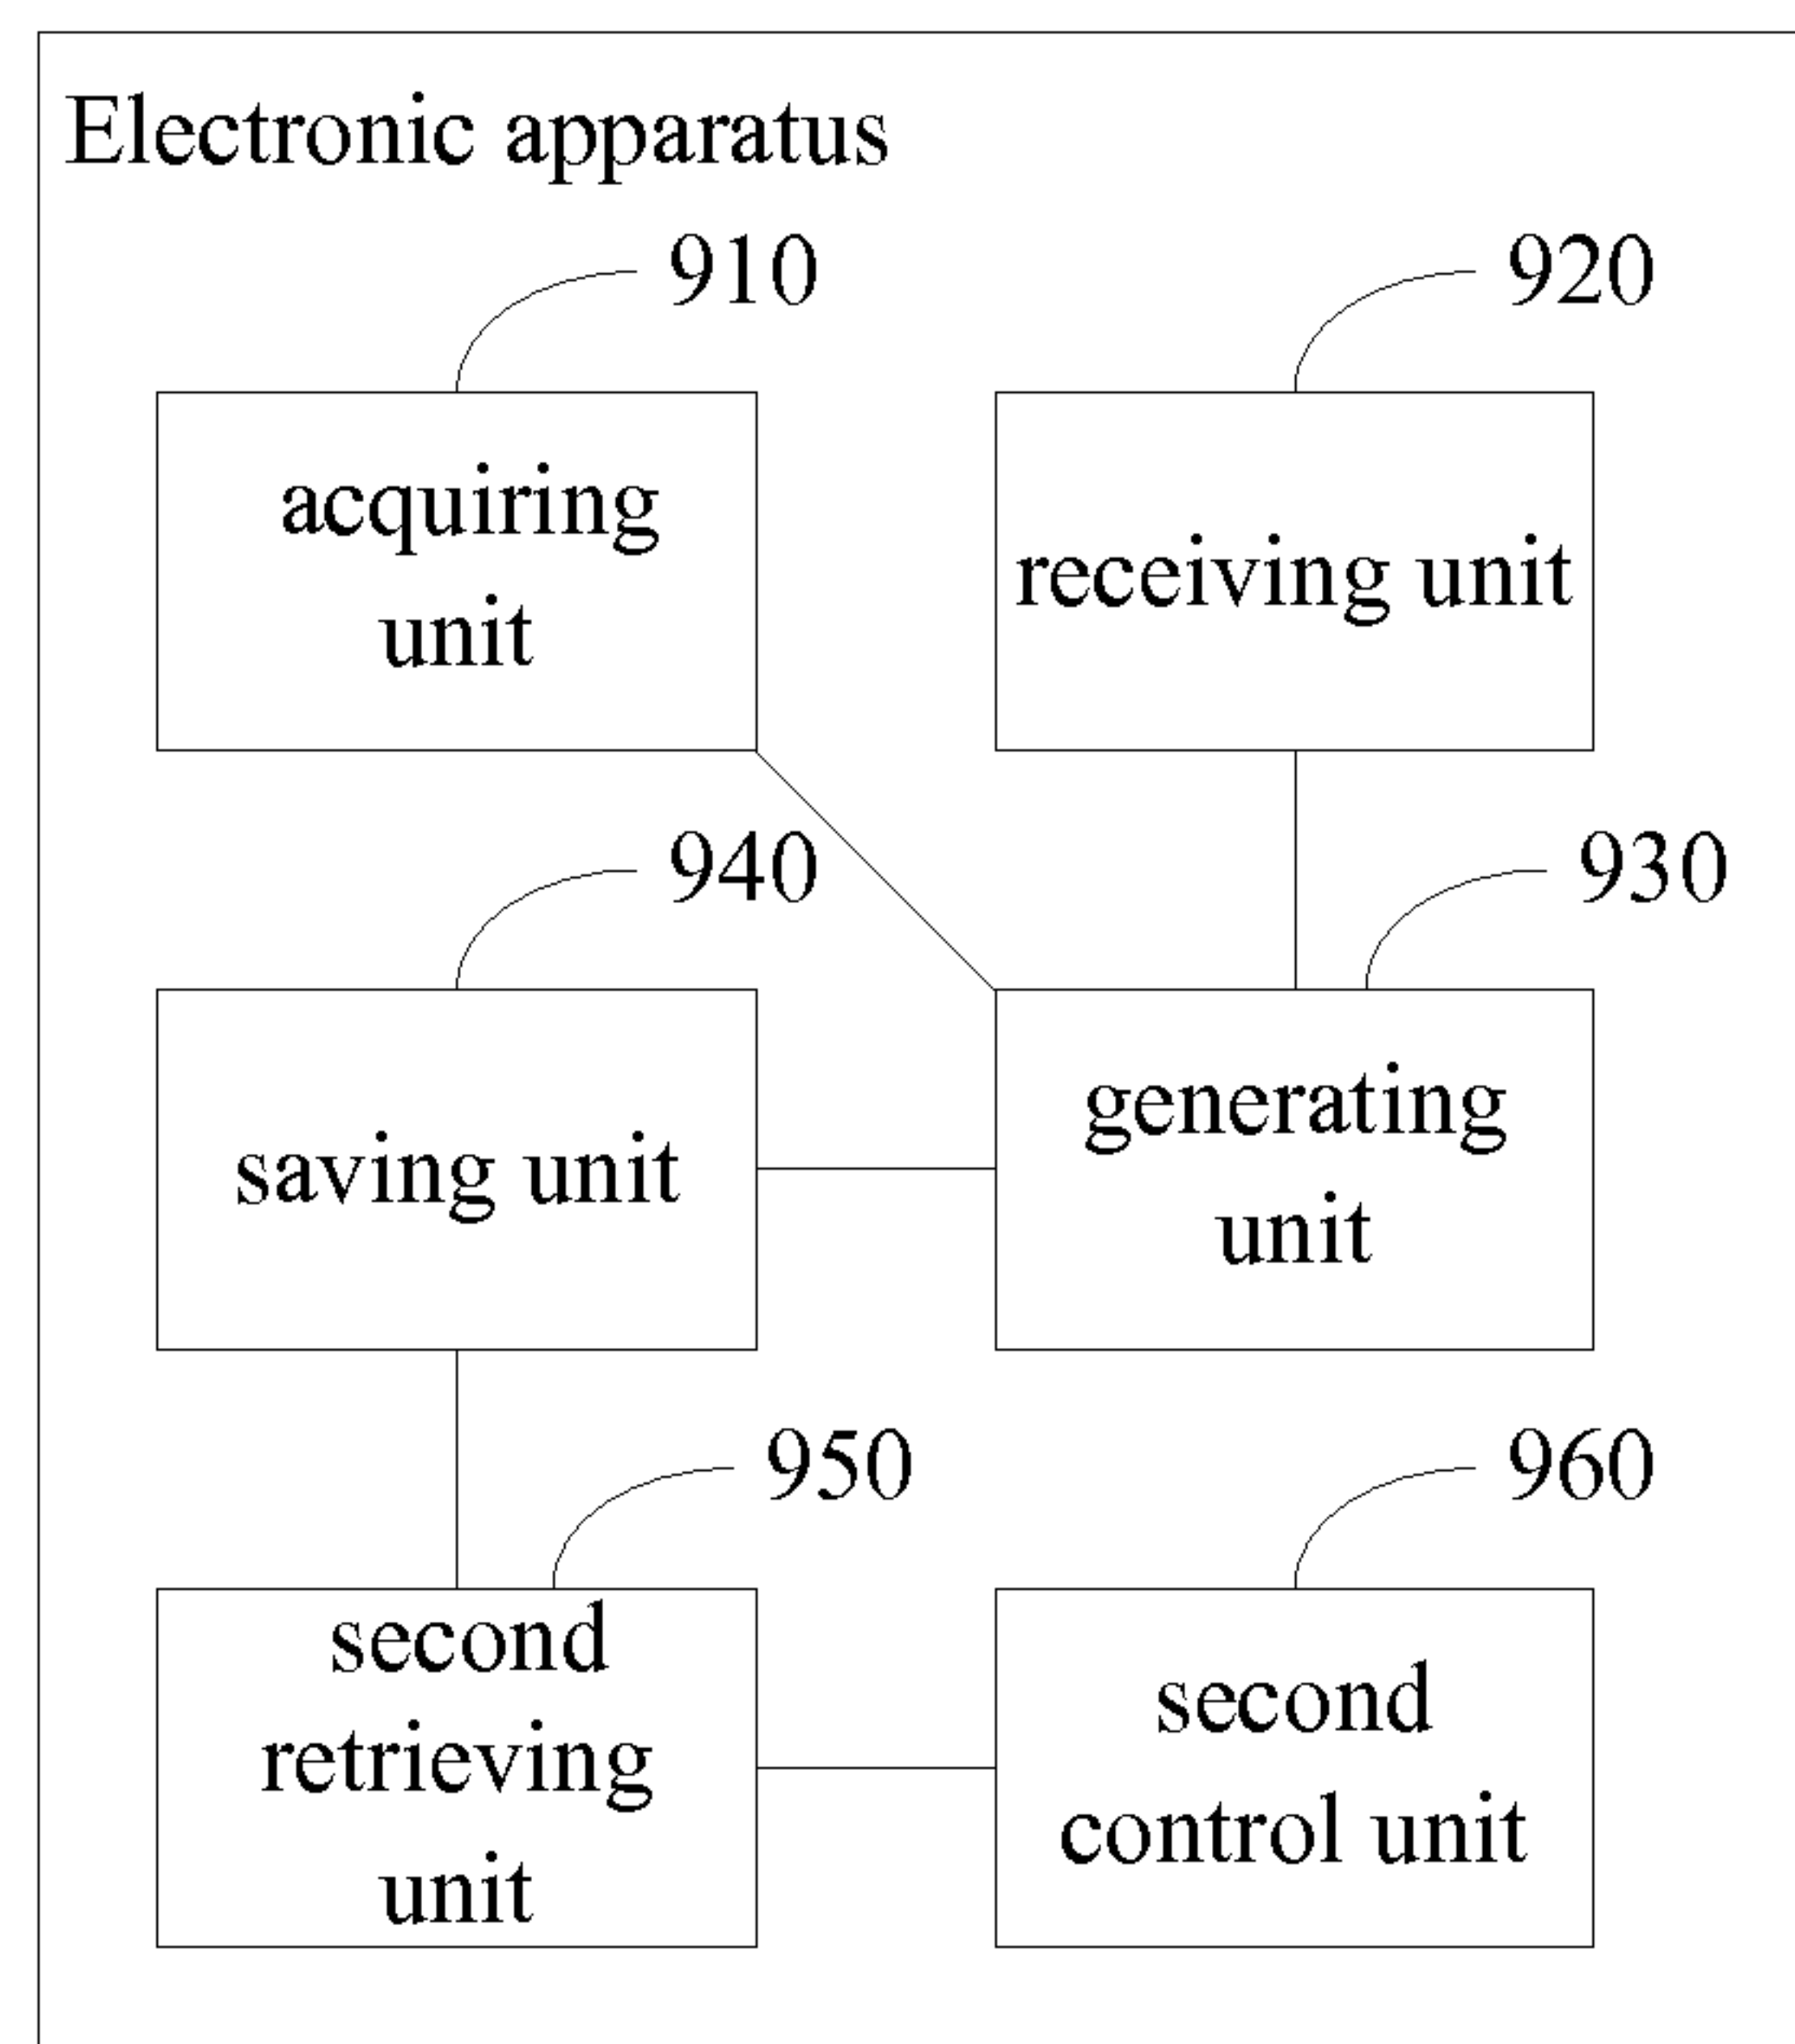 Electronic apparatus
910
920
acquiring
unit
receiving unit
940
930
saving unit
generating
unit
950
960
second
retrieving
unit
second
control unit